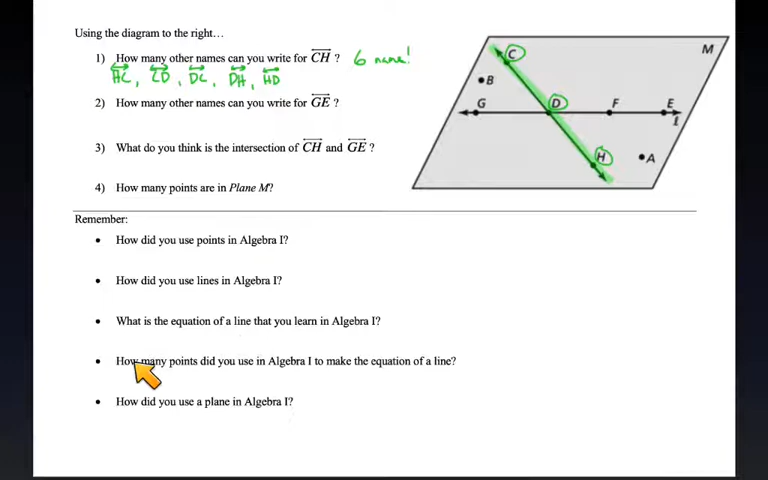 Using the diagram to the right…
1) How many other names can you write for CH ? 6 name!
HC, CD, DC, DH, HD
2) How many other names can you write for GE ?
3) What do you think is the intersection of CH and GE ?
4) How many points are in Plane M?
M
C
B
G
D
F
E
ℓ
H
A
Remember:
• How did you use points in Algebra I?
• How did you use lines in Algebra I?
• What is the equation of a line that you learn in Algebra I?
• How many points did you use in Algebra I to make the equation of a line?
• How did you use a plane in Algebra I?